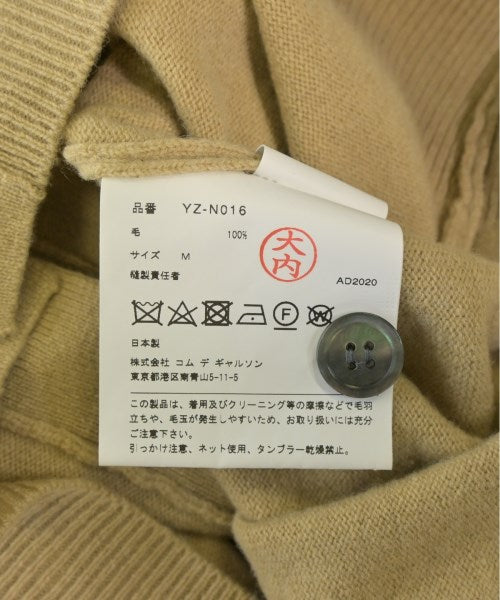 品番 YZ-N016
毛 100%
サイズ M
縫製責任者
大内
AD2020
F
W
日本製
株式会社 コム デ ギャルソン
東京都港区南青山5-11-5
この製品は、着用及びクリーニング等の摩擦などで毛羽
立ちや、毛玉が発生しやすいため、お取り扱いには充分
ご注意下さい。
引っかけ注意、ネット使用、タンブラー乾燥禁止。